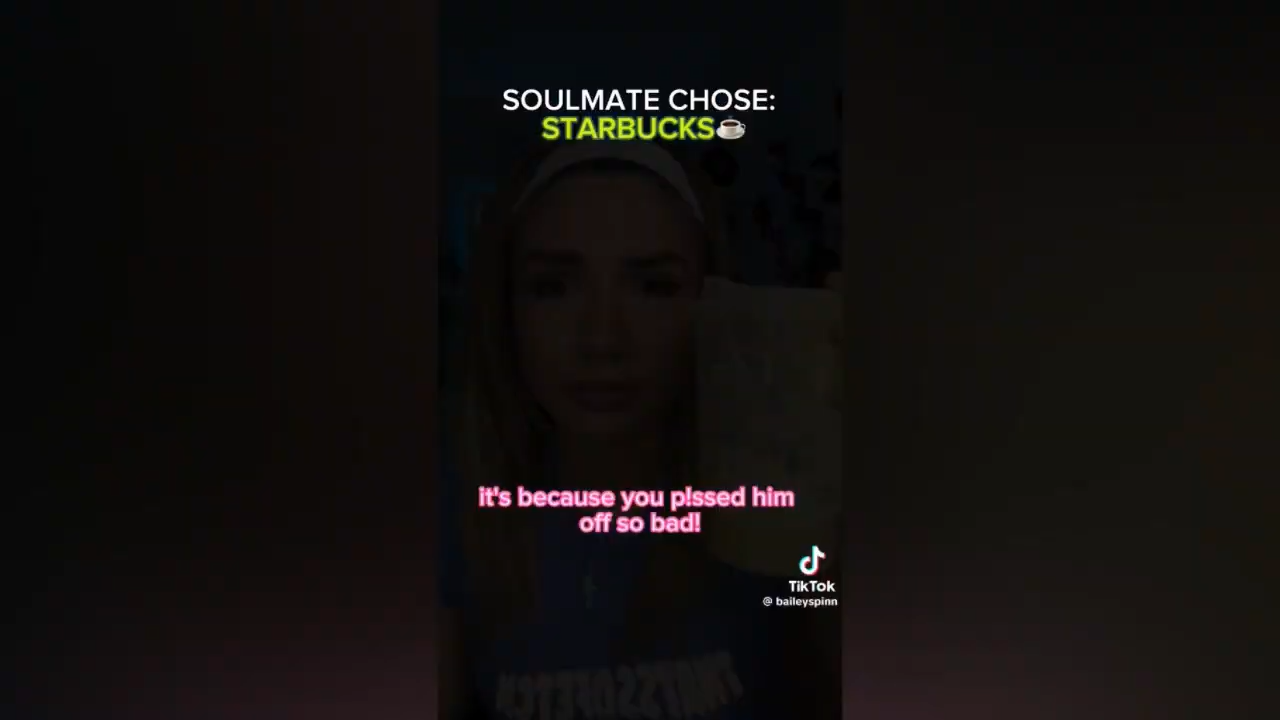 SOULMATE CHOSE:
STARBUCKS☕
it's because you p!ssed him
off so bad!
TikTok
@ baileyspinn